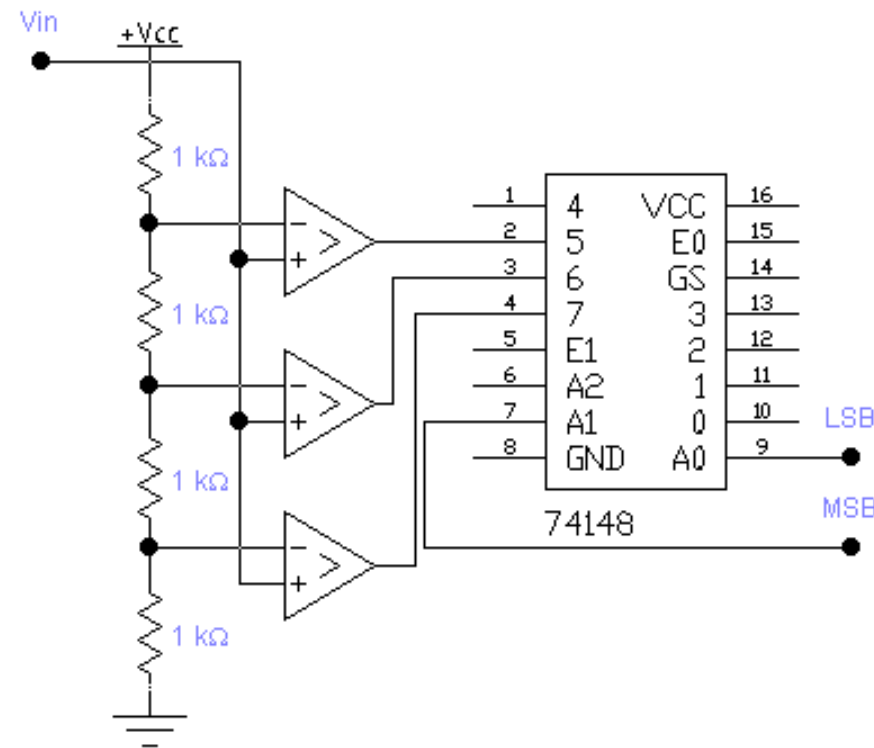 Vin
+Vcc
1 kΩ
1 kΩ
1 kΩ
1 kΩ
−
>
+
−
>
+
−
>
+
1 4 VCC 16
2 5 E0 15
3 6 GS 14
4 7 3 13
5 E1 2 12
6 A2 1 11
7 A1 0 10
8 GND A0 9
LSB
MSB
74148